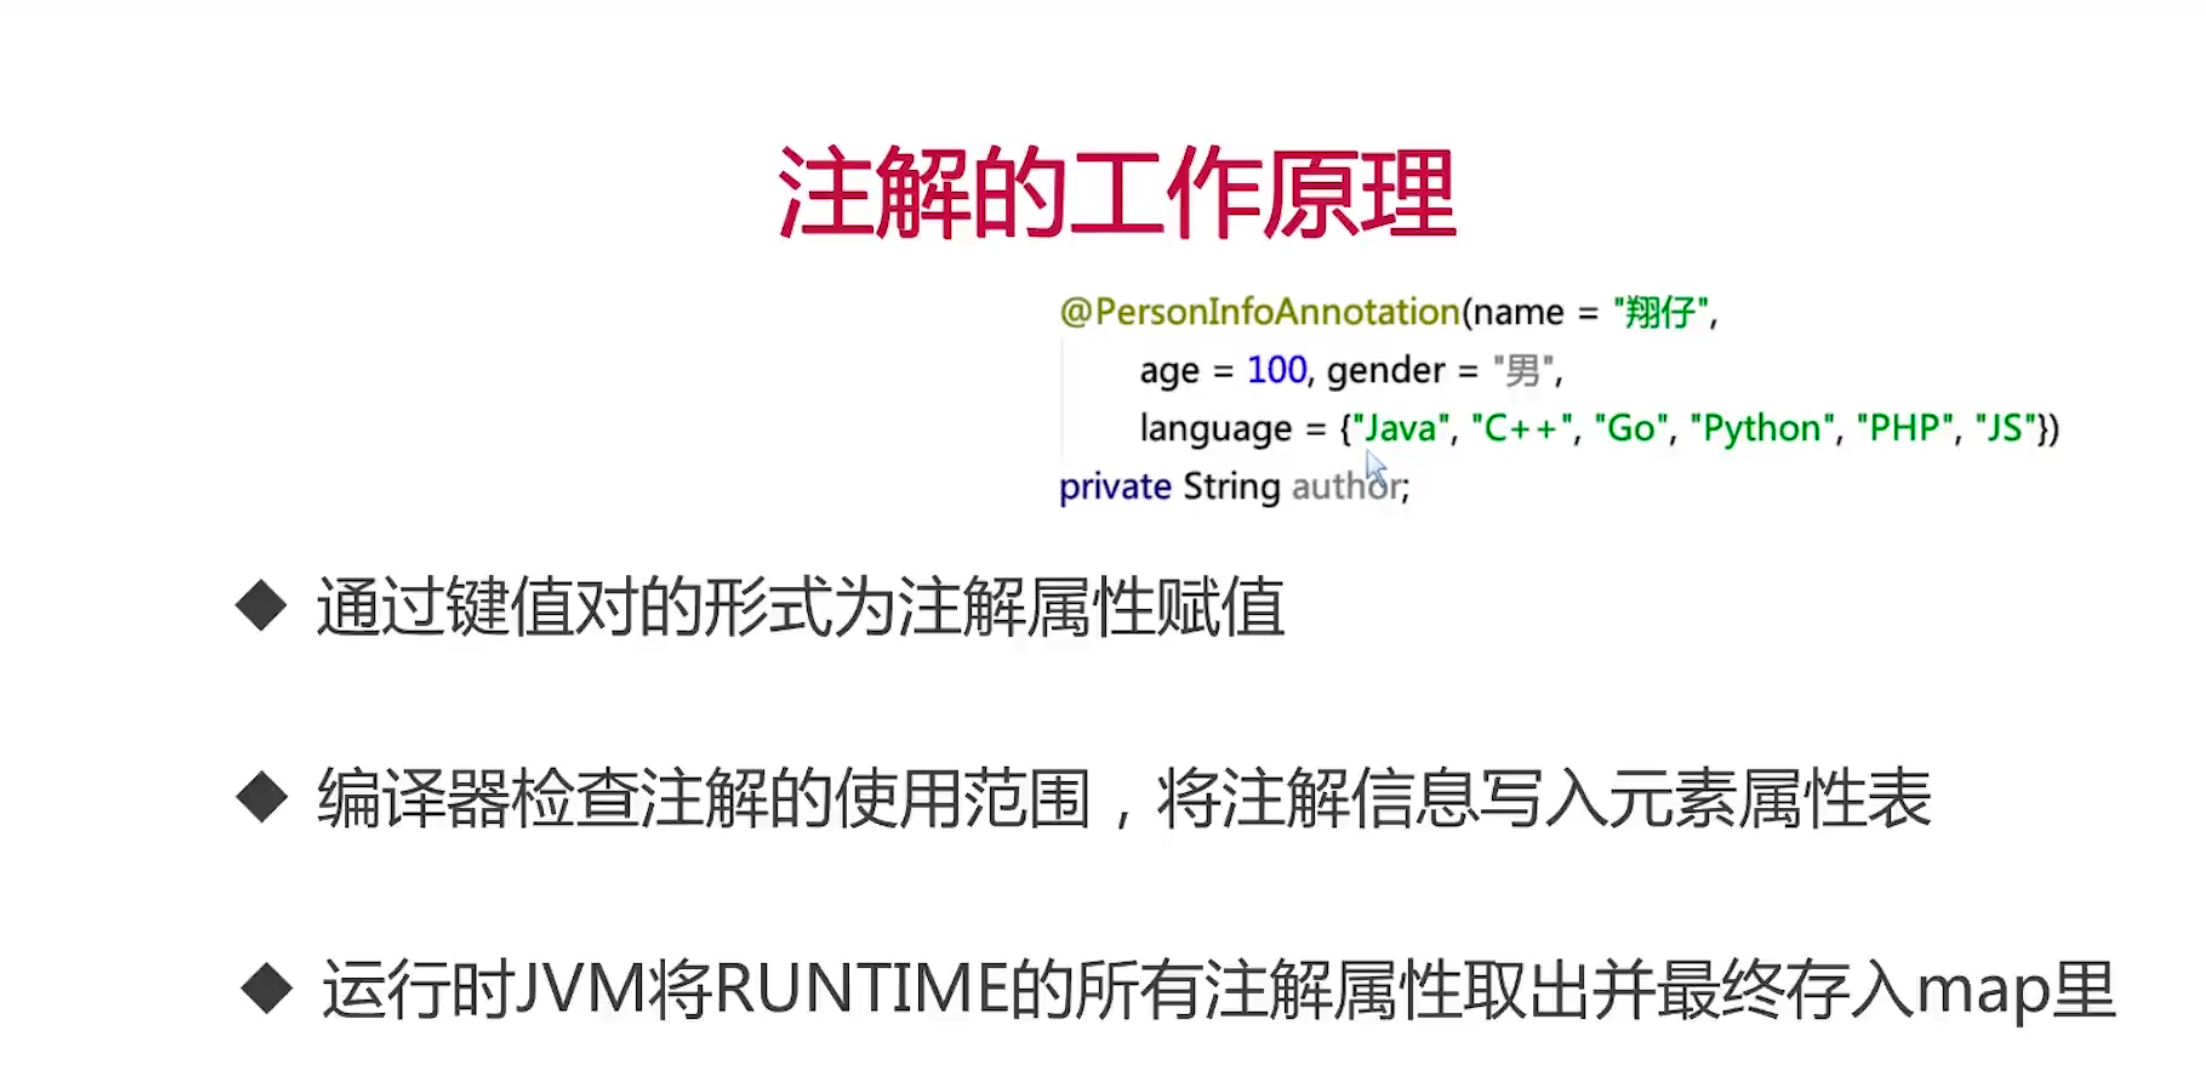 注解的工作原理
@PersonInfoAnnotation(name = "翔仔",
age = 100, gender = "男",
language = {"Java", "C++", "Go", "Python", "PHP", "JS"})
private String author;
◆ 通过键值对的形式为注解属性赋值
◆ 编译器检查注解的使用范围，将注解信息写入元素属性表
◆ 运行时JVM将RUNTIME的所有注解属性取出并最终存入map里